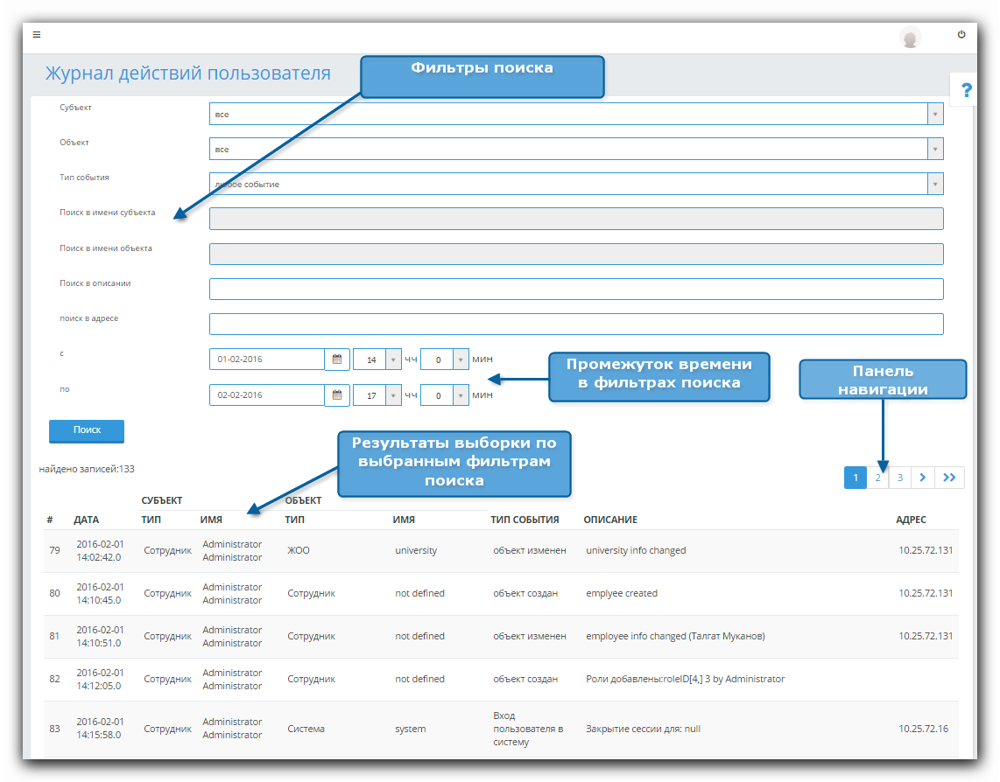 Журнал действий пользователя
Фильтры поиска
?
Субъект
все
Объект
все
Тип события
любое событие
Поиск в имени субъекта
Поиск в имени объекта
Поиск в описании
поиск в адресе
с
01-02-2016 14 чч 0 мин
по
02-02-2016 17 чч 0 мин
Промежуток времени
в фильтрах поиска
Панель
навигации
Поиск
Результаты выборки по
выбранным фильтрам
поиска
найдено записей:133
1 2 3 > >>
СУБЪЕКТ ОБЪЕКТ
# ДАТА ТИП ИМЯ ТИП ИМЯ ТИП СОБЫТИЯ ОПИСАНИЕ АДРЕС
79 2016-02-01 14:02:42.0 Сотрудник Administrator Administrator ЖОО university объект изменен university info changed 10.25.72.131
80 2016-02-01 14:10:45.0 Сотрудник Administrator Administrator Сотрудник not defined объект создан emplyee created 10.25.72.131
81 2016-02-01 14:10:51.0 Сотрудник Administrator Administrator Сотрудник not defined объект изменен employee info changed (Талгат Муканов) 10.25.72.131
82 2016-02-01 14:12:05.0 Сотрудник Administrator Administrator Сотрудник not defined объект создан Роли добавлены:roleID[4,] 3 by Administrator
83 2016-02-01 14:15:58.0 Сотрудник Administrator Administrator Система system Вход пользователя в систему Закрытие сессии для: null 10.25.72.16